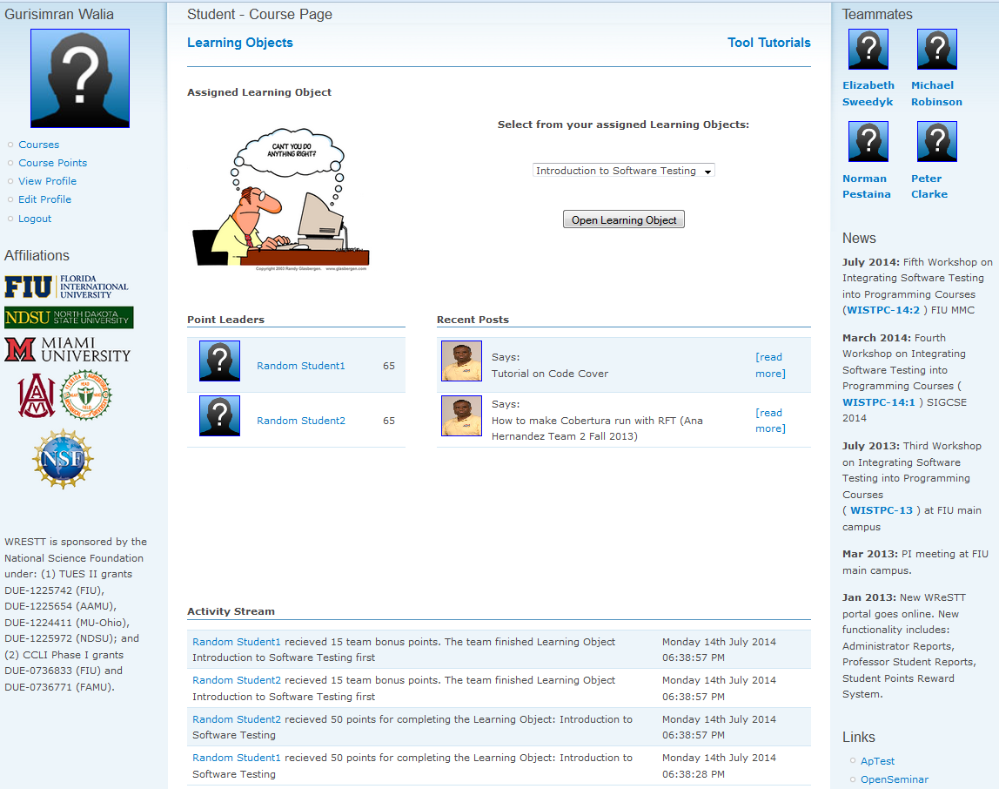 Gurisimran Walia
Courses
Course Points
View Profile
Edit Profile
Logout
Affiliations
FIU FLORIDA
INTERNATIONAL
UNIVERSITY
NDSU NORTH DAKOTA
STATE UNIVERSITY
MIAMI
UNIVERSITY
NSF
WRESTT is sponsored by the
National Science Foundation
under: (1) TUES II grants
DUE-1225742 (FIU),
DUE-1225654 (AAMU),
DUE-1224411 (MU-Ohio),
DUE-1225972 (NDSU); and
(2) CCLI Phase I grants
DUE-0736833 (FIU) and
DUE-0736771 (FAMU).
Student - Course Page
Learning Objects Tool Tutorials
Assigned Learning Object
CAN'T YOU DO
ANYTHING RIGHT?
Copyright 2003 Randy Glasbergen. www.glasbergen.com
Select from your assigned Learning Objects:
Introduction to Software Testing
Open Learning Object
Point Leaders
Random Student1 65
Random Student2 65
Recent Posts
Says: [read
Tutorial on Code Cover more]
Says:
How to make Cobertura run with RFT (Ana [read
Hernandez Team 2 Fall 2013) more]
Activity Stream
Random Student1 recieved 15 team bonus points. The team finished Learning Object Monday 14th July 2014
Introduction to Software Testing first 06:38:57 PM
Random Student2 recieved 15 team bonus points. The team finished Learning Object Monday 14th July 2014
Introduction to Software Testing first 06:38:57 PM
Random Student2 recieved 50 points for completing the Learning Object: Introduction to Monday 14th July 2014
Software Testing 06:38:57 PM
Random Student1 recieved 50 points for completing the Learning Object: Introduction to Monday 14th July 2014
Software Testing 06:38:28 PM
Teammates
Elizabeth Michael
Sweedyk Robinson
Norman Peter
Pestaina Clarke
News
July 2014: Fifth Workshop on
Integrating Software Testing
into Programming Courses
(WISTPC-14:2 ) FIU MMC
March 2014: Fourth
Workshop on Integrating
Software Testing into
Programming Courses (
WISTPC-14:1 ) SIGCSE
2014
July 2013: Third Workshop
on Integrating Software
Testing into Programming
Courses
( WISTPC-13 ) at FIU main
campus
Mar 2013: PI meeting at FIU
main campus.
Jan 2013: New WReSTT
portal goes online. New
functionality includes:
Administrator Reports,
Professor Student Reports,
Student Points Reward
System.
Links
ApTest
OpenSeminar